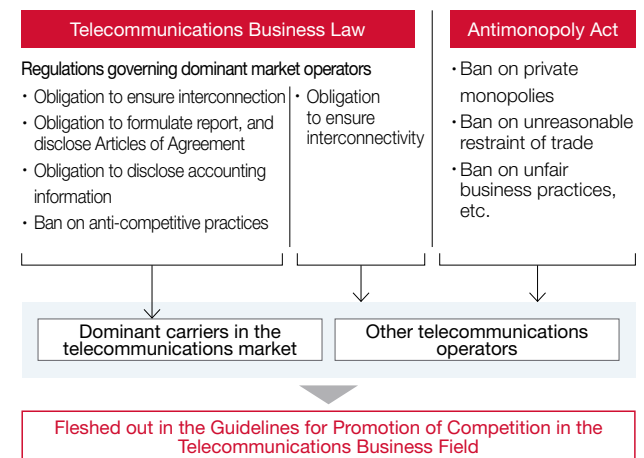 Telecommunications Business Law
Regulations governing dominant market operators
· Obligation to ensure interconnection
· Obligation to formulate report, and
disclose Articles of Agreement
· Obligation to disclose accounting
information
· Ban on anti-competitive practices
· Obligation
to ensure
interconnectivity
Antimonopoly Act
· Ban on private
monopolies
· Ban on unreasonable
restraint of trade
· Ban on unfair
business practices,
etc.
Dominant carriers in the
telecommunications market
Other telecommunications
operators
Fleshed out in the Guidelines for Promotion of Competition in the
Telecommunications Business Field